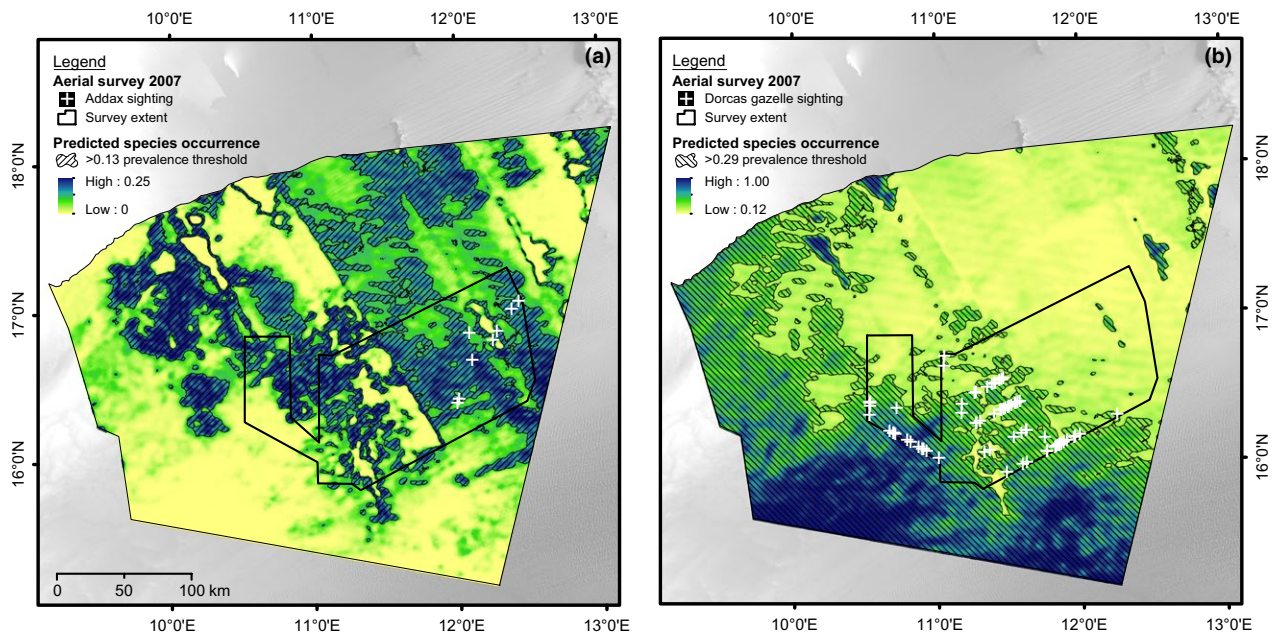 10°0'E 11°0'E 12°0'E 13°0'E
(a)
Legend
Aerial survey 2007
Addax sighting
Survey extent
Predicted species occurrence
>0.13 prevalence threshold
High : 0.25
Low : 0
18°0'N
17°0'N
16°0'N
0 50 100 km
10°0'E 11°0'E 12°0'E 13°0'E
10°0'E 11°0'E 12°0'E 13°0'E
(b)
Legend
Aerial survey 2007
Dorcas gazelle sighting
Survey extent
Predicted species occurrence
>0.29 prevalence threshold
High : 1.00
Low : 0.12
18°0'N
17°0'N
16°0'N
10°0'E 11°0'E 12°0'E 13°0'E